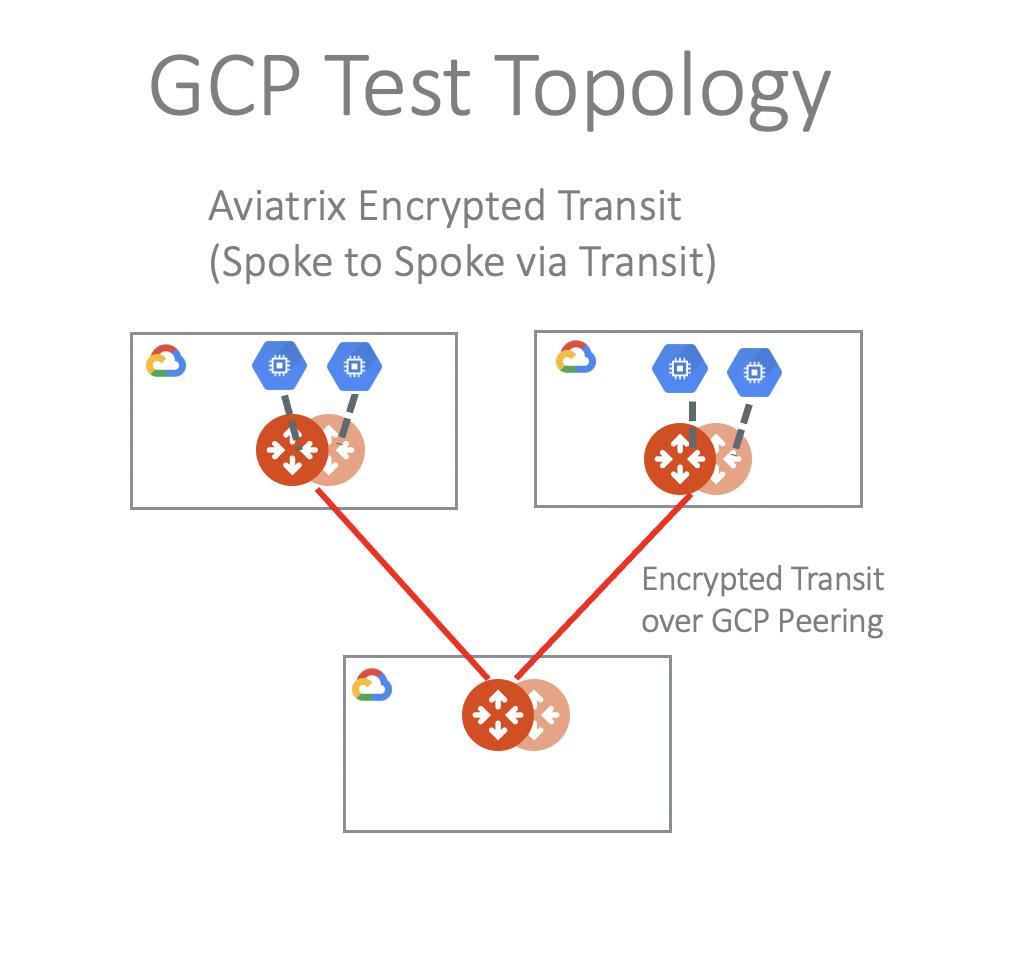 GCP Test Topology
Aviatrix Encrypted Transit
(Spoke to Spoke via Transit)
Encrypted Transit
over GCP Peering